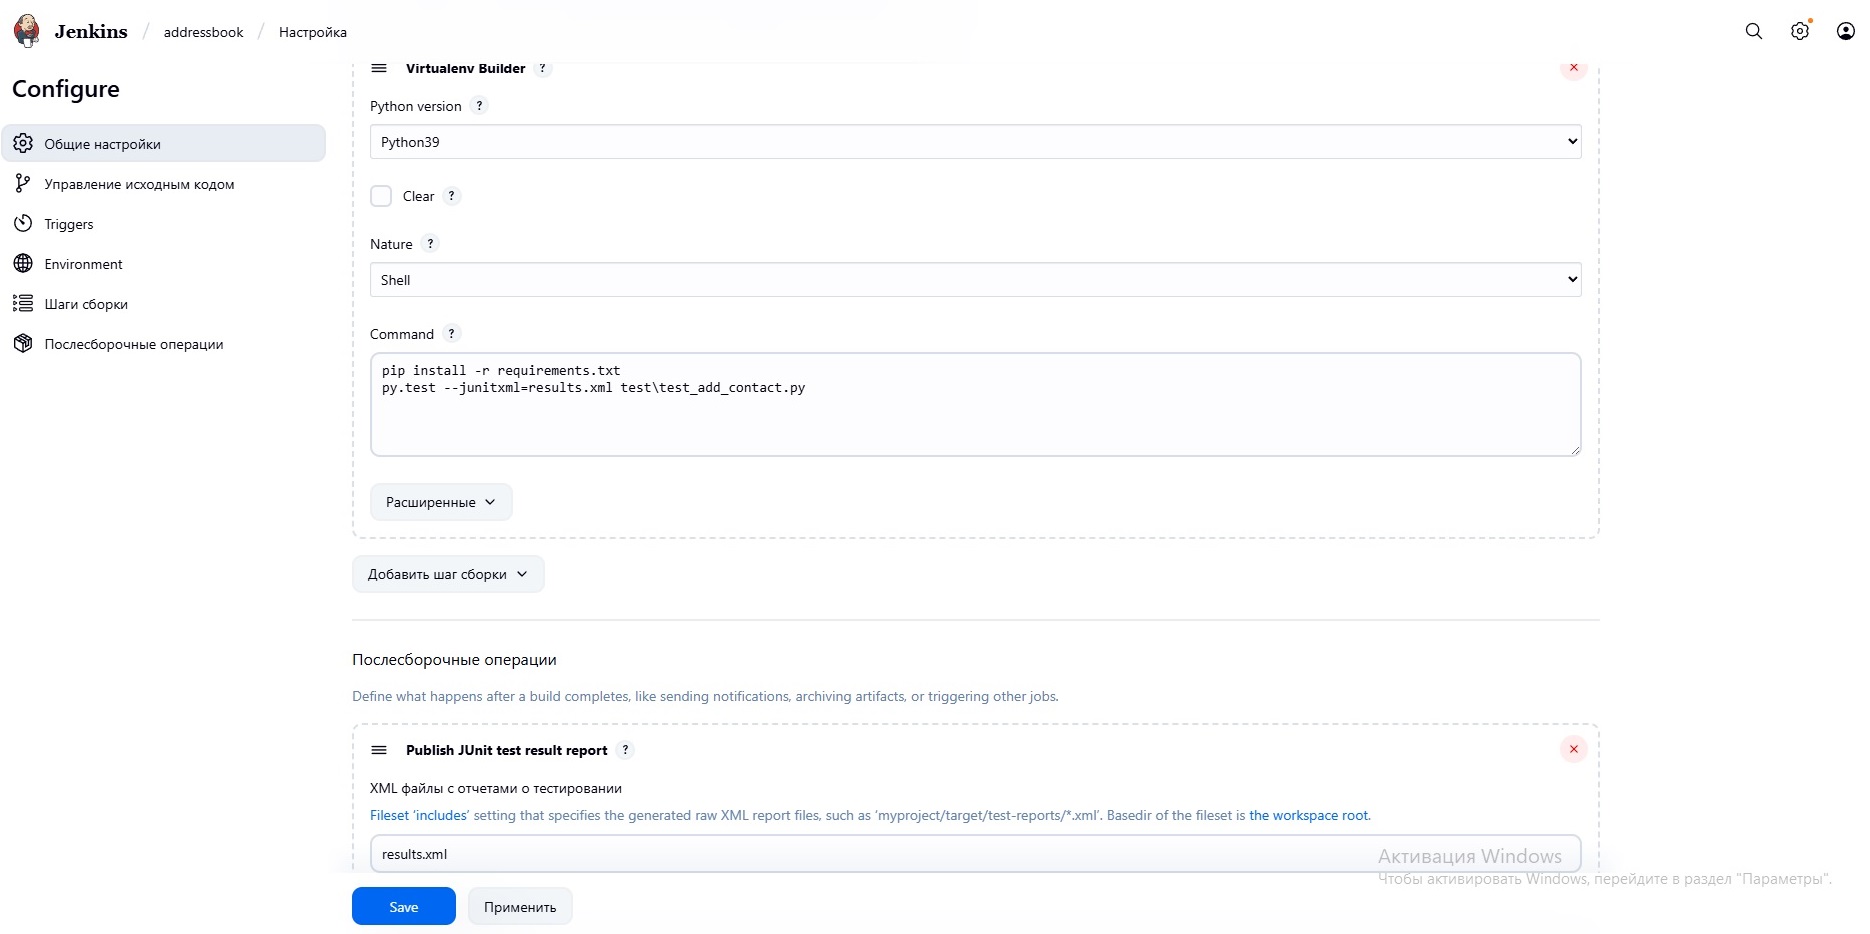 Jenkins / addressbook / Настройка
Configure
Общие настройки
Управление исходным кодом
Triggers
Environment
Шаги сборки
Послесборочные операции
Virtualenv Builder ?
Python version ?
Python39
Clear ?
Nature ?
Shell
Command ?
pip install -r requirements.txt
py.test --junitxml=results.xml test\test_add_contact.py
Расширенные
Добавить шаг сборки
Послесборочные операции
Define what happens after a build completes, like sending notifications, archiving artifacts, or triggering other jobs.
Publish JUnit test result report ?
XML файлы с отчетами о тестировании
Fileset ‘includes’ setting that specifies the generated raw XML report files, such as ‘myproject/target/test-reports/*.xml’. Basedir of the fileset is the workspace root.
results.xml
Активация Windows
Чтобы активировать Windows, перейдите в раздел "Параметры".
Save
Применить